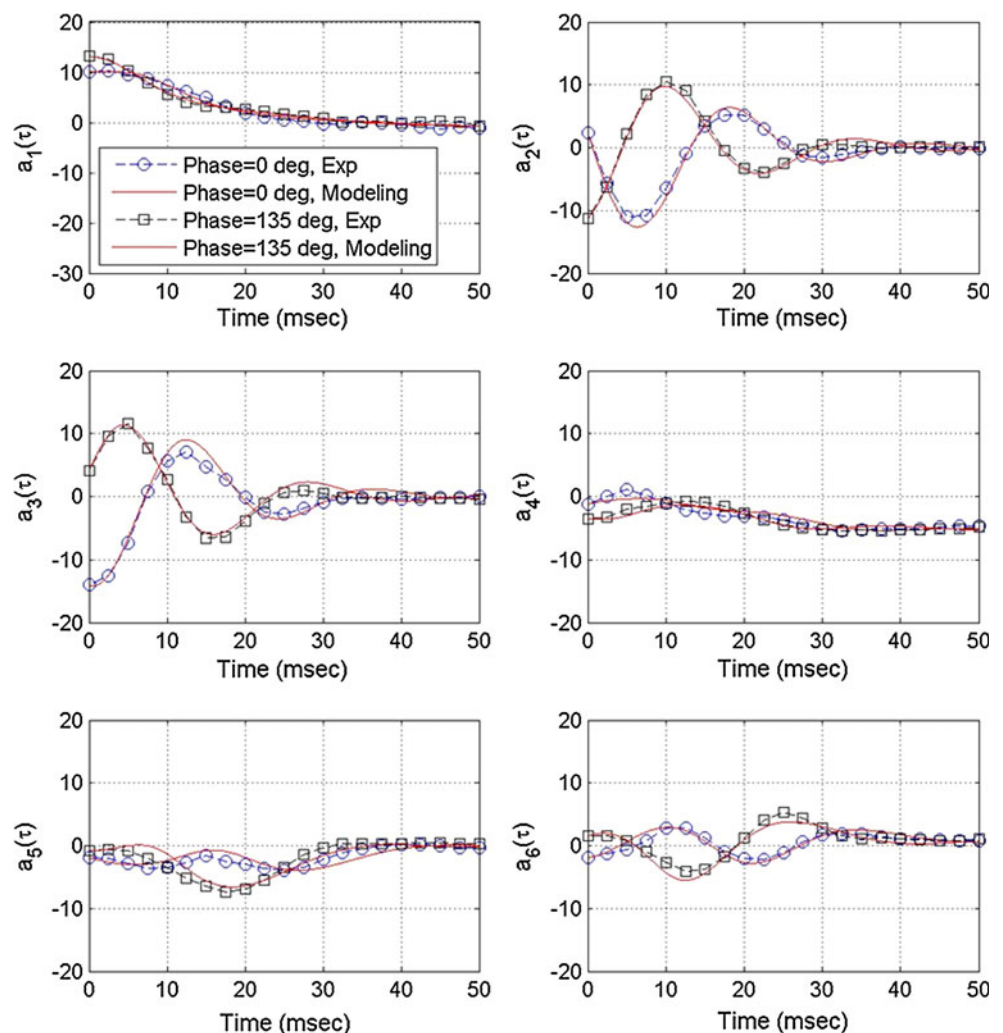 a1(τ)
20
10
0
-10
-20
-30
Phase=0 deg, Exp
Phase=0 deg, Modeling
Phase=135 deg, Exp
Phase=135 deg, Modeling
0 10 20 30 40 50
Time (msec)
a2(τ)
20
10
0
-10
-20
0 10 20 30 40 50
Time (msec)
a3(τ)
20
10
0
-10
-20
0 10 20 30 40 50
Time (msec)
a4(τ)
20
10
0
-10
-20
0 10 20 30 40 50
Time (msec)
a5(τ)
20
10
0
-10
-20
0 10 20 30 40 50
Time (msec)
a6(τ)
20
10
0
-10
-20
0 10 20 30 40 50
Time (msec)